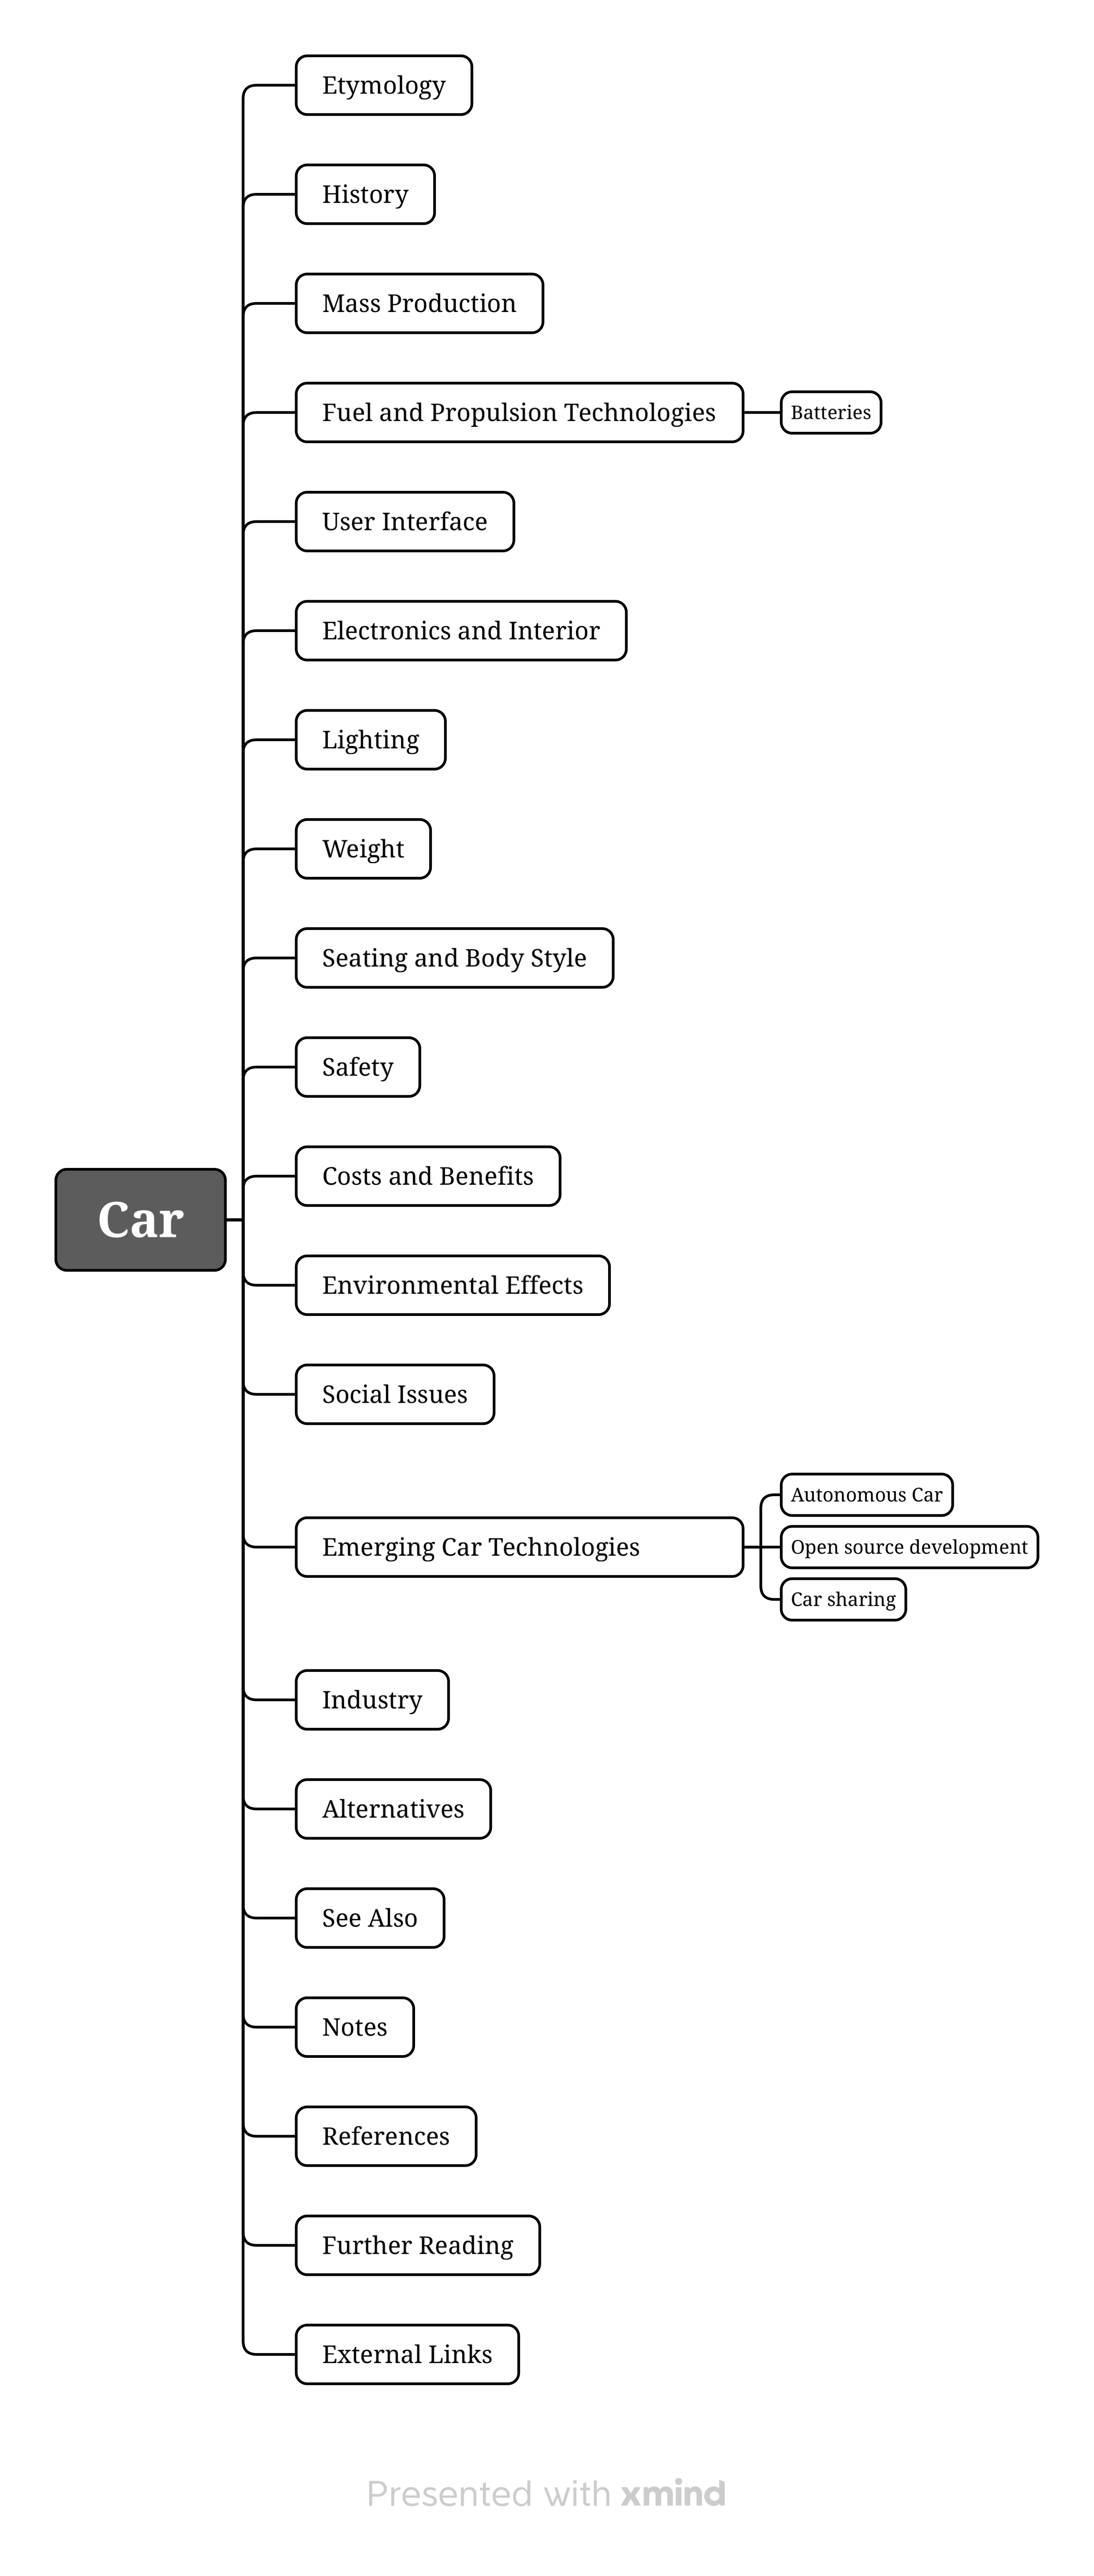 Etymology
History
Mass Production
Fuel and Propulsion Technologies
Batteries
User Interface
Electronics and Interior
Lighting
Weight
Seating and Body Style
Safety
Costs and Benefits
Car
Environmental Effects
Social Issues
Emerging Car Technologies
Autonomous Car
Open source development
Car sharing
Industry
Alternatives
See Also
Notes
References
Further Reading
External Links
Presented with xmind